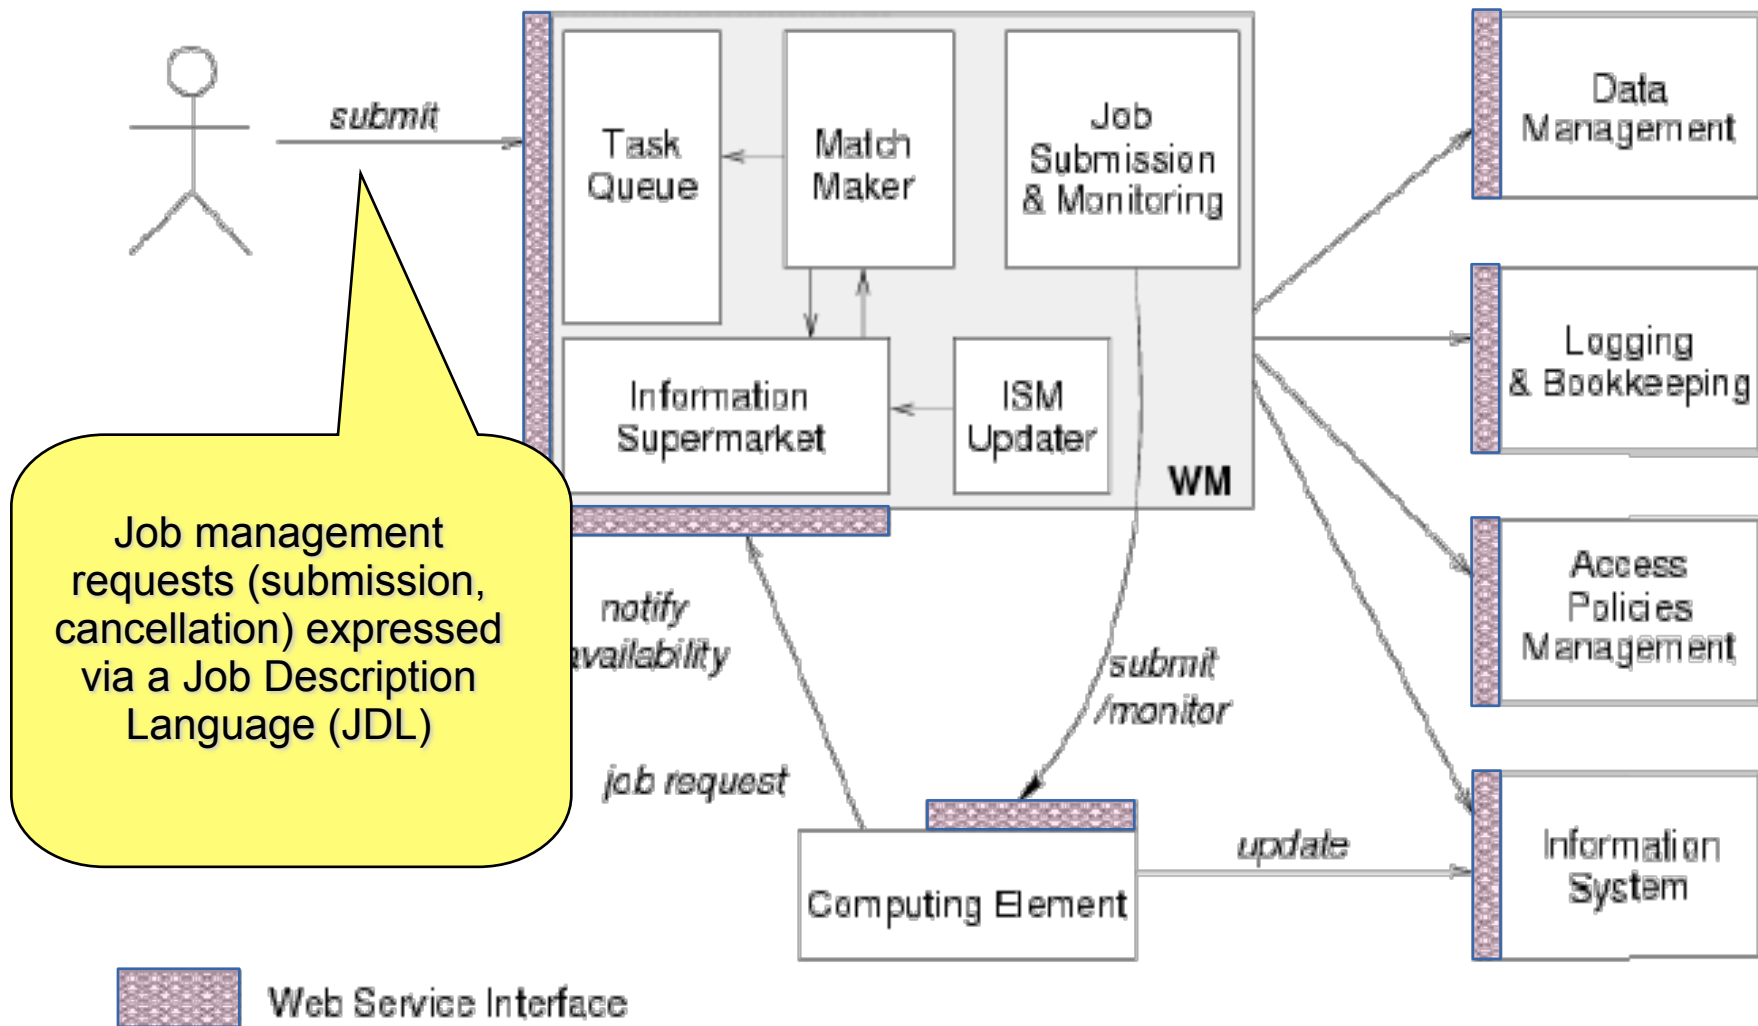 submit
Task
Queue
Match
Maker
Job
Submission
& Monitoring
Information
Supermarket
ISM
Updater
WM
Data
Management
Logging
& Bookkeeping
Access
Policies
Management
Information
System
Job management
requests (submission,
cancellation) expressed
via a Job Description
Language (JDL)
notify
availability
job request
submit
/monitor
update
Computing Element
Web Service Interface